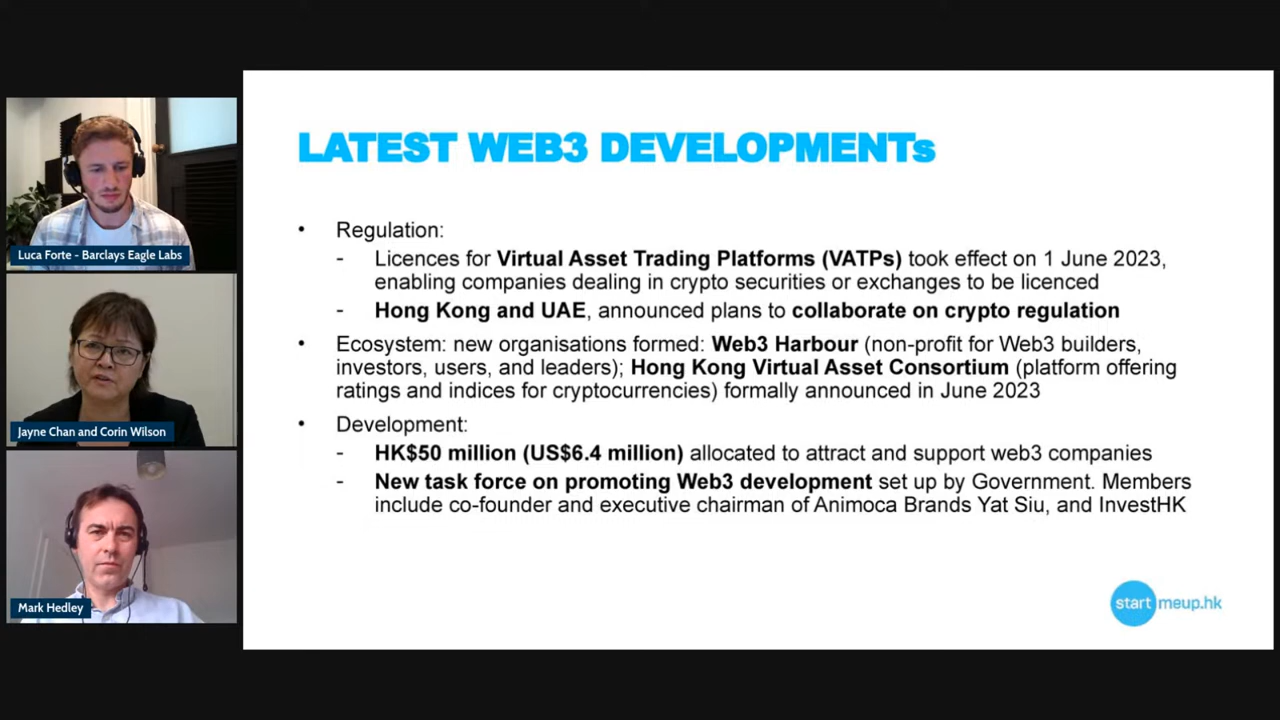 LATEST WEB3 DEVELOPMENTs
• Regulation:
- Licences for Virtual Asset Trading Platforms (VATPs) took effect on 1 June 2023,
enabling companies dealing in crypto securities or exchanges to be licenced
- Hong Kong and UAE, announced plans to collaborate on crypto regulation
• Ecosystem: new organisations formed: Web3 Harbour (non-profit for Web3 builders,
investors, users, and leaders); Hong Kong Virtual Asset Consortium (platform offering
ratings and indices for cryptocurrencies) formally announced in June 2023
• Development:
- HK$50 million (US$6.4 million) allocated to attract and support web3 companies
- New task force on promoting Web3 development set up by Government. Members
include co-founder and executive chairman of Animoca Brands Yat Siu, and InvestHK
startmeup.hk
Luca Forte - Barclays Eagle Labs
Jayne Chan and Corin Wilson
Mark Hedley